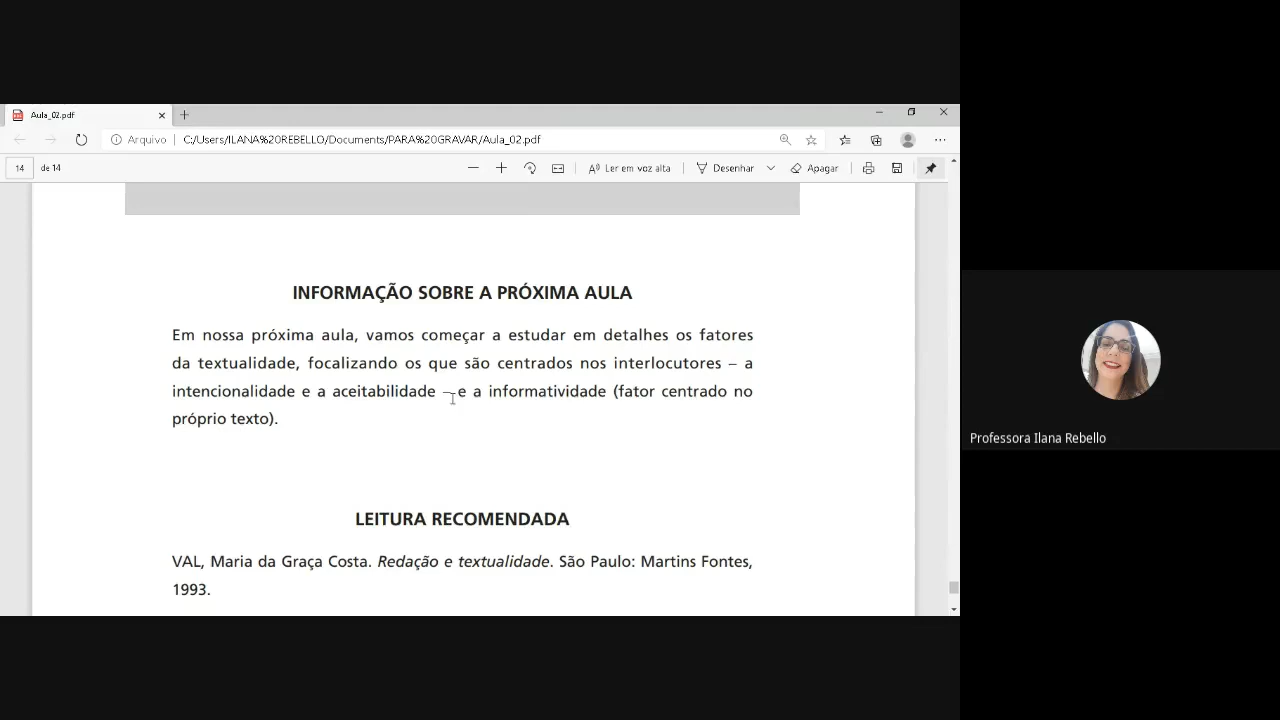 Aula_02.pdf
Arquivo
C:/Users/ILANA%20REBELLO/Documents/PARA%20GRAVAR/Aula_02.pdf
14 de 14
Ler em voz alta
Desenhar
Apagar
INFORMAÇÃO SOBRE A PRÓXIMA AULA
Em nossa próxima aula, vamos começar a estudar em detalhes os fatores
da textualidade, focalizando os que são centrados nos interlocutores – a
intencionalidade e a aceitabilidade – e a informatividade (fator centrado no
próprio texto).
LEITURA RECOMENDADA
VAL, Maria da Graça Costa. Redação e textualidade. São Paulo: Martins Fontes,
1993.
Professora Ilana Rebello